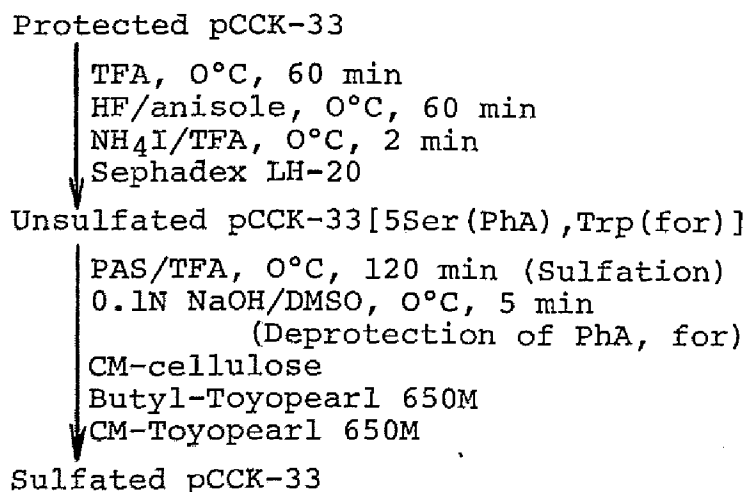 Protected pCCK-33
TFA, 0°C, 60 min
HF/anisole, 0°C, 60 min
NH4I/TFA, 0°C, 2 min
Sephadex LH-20
Unsulfated pCCK-33[5Ser(PhA),Trp(for)]
PAS/TFA, 0°C, 120 min (Sulfation)
0.1N NaOH/DMSO, 0°C, 5 min
(Deprotection of PhA, for)
CM-cellulose
Butyl-Toyopearl 650M
CM-Toyopearl 650M
Sulfated pCCK-33